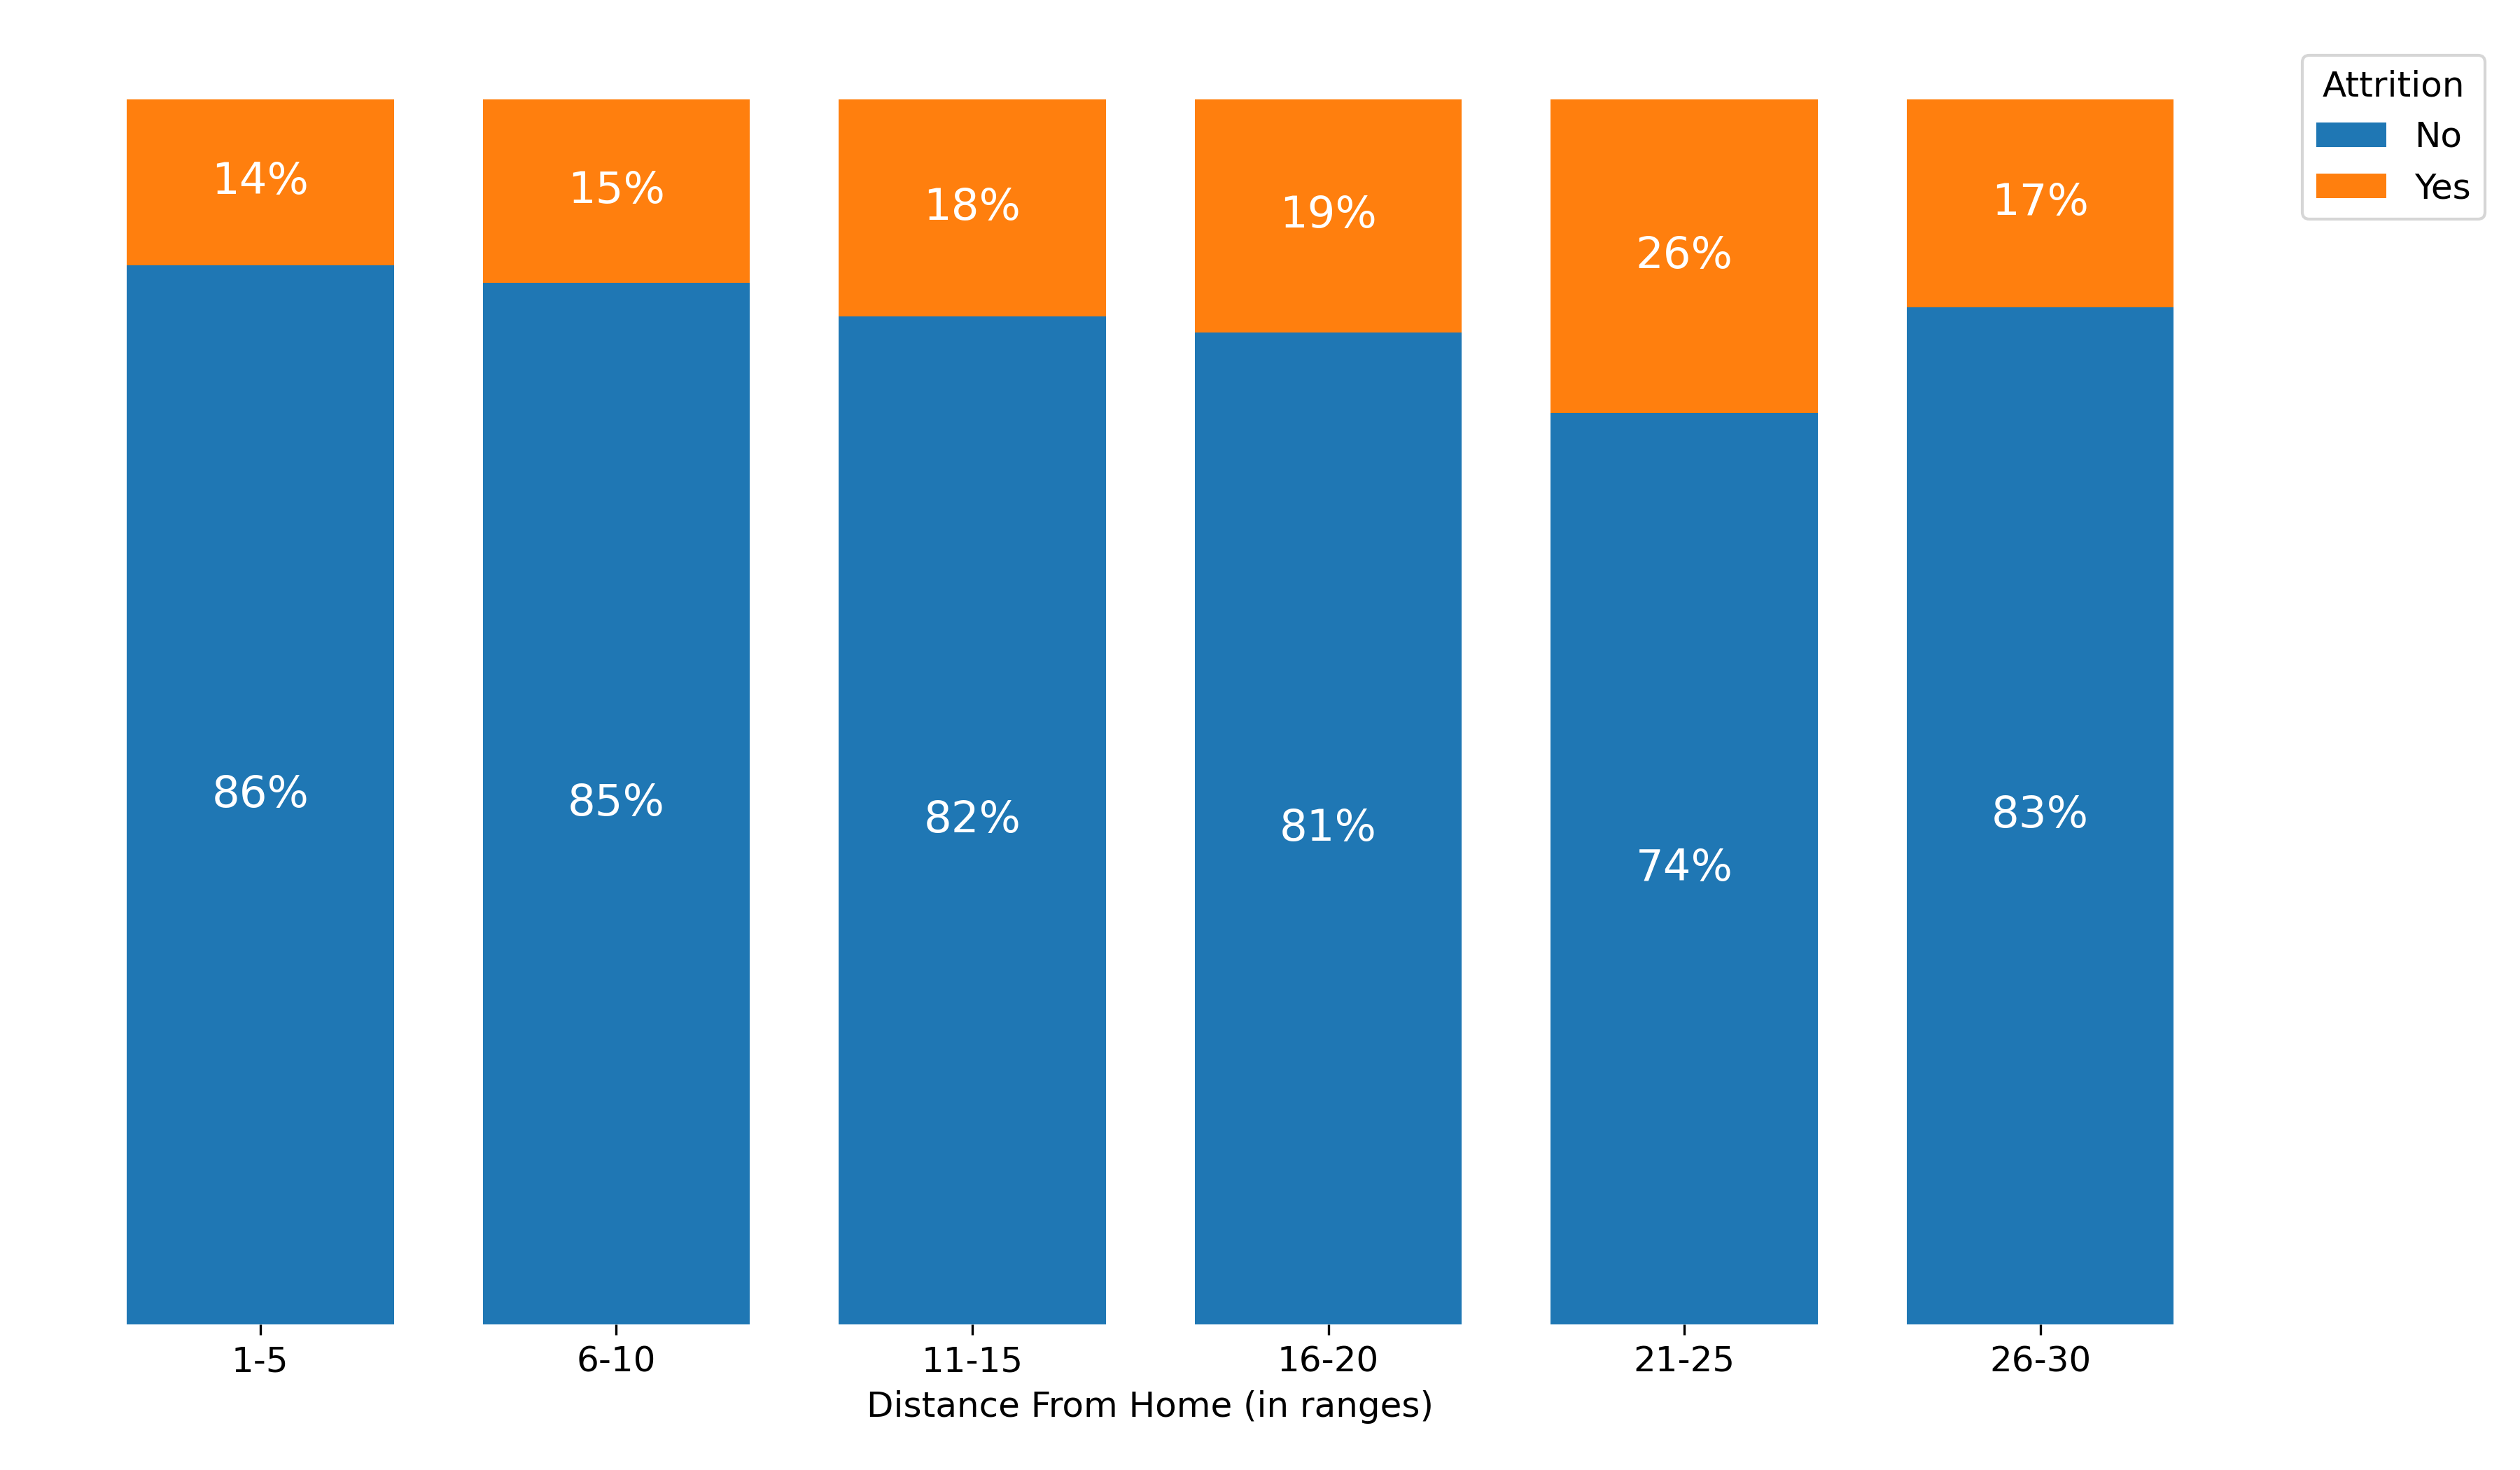 Attrition
No
Yes
14% 15% 18% 19% 26% 17%
86% 85% 82% 81% 74% 83%
1-5 6-10 11-15 16-20 21-25 26-30
Distance From Home (in ranges)